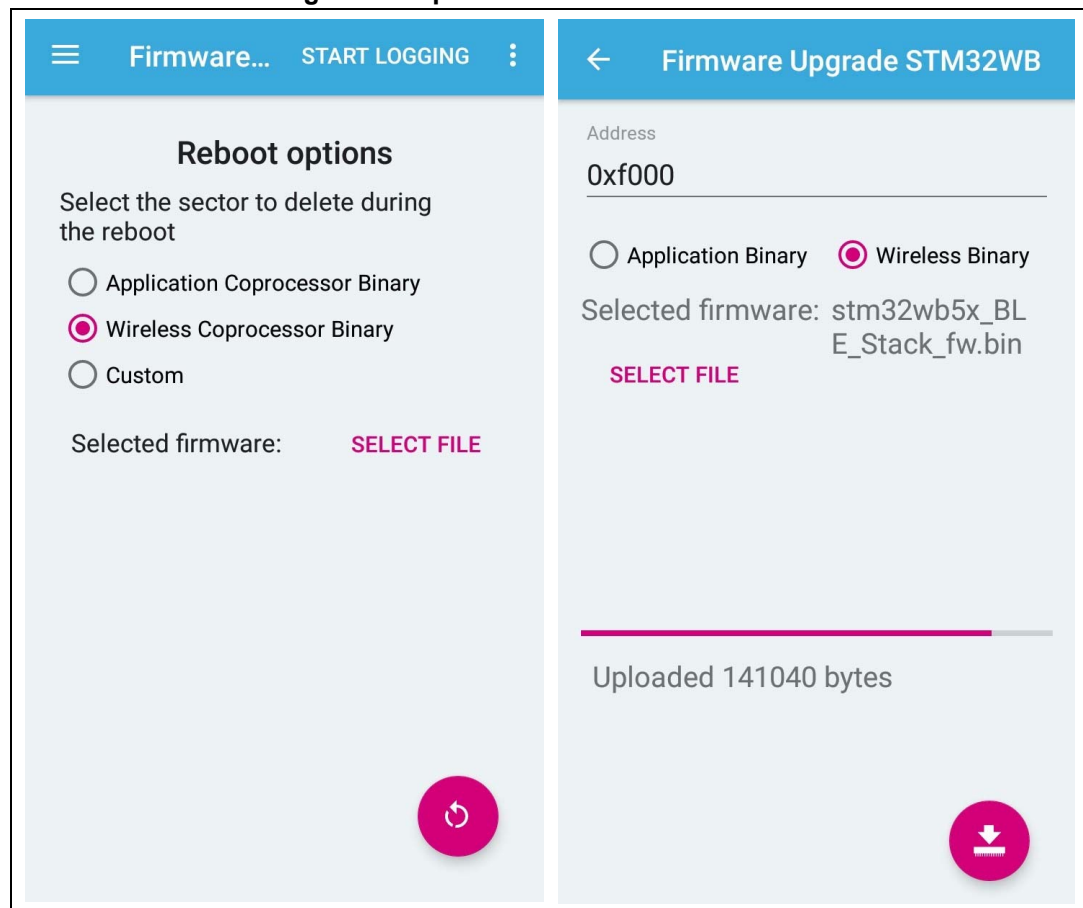 Firmware... START LOGGING
Reboot options
Select the sector to delete during
the reboot
Application Coprocessor Binary
Wireless Coprocessor Binary
Custom
Selected firmware: SELECT FILE
Firmware Upgrade STM32WB
Address
0xf000
Application Binary Wireless Binary
Selected firmware: stm32wb5x_BL
E_Stack_fw.bin
SELECT FILE
Uploaded 141040 bytes